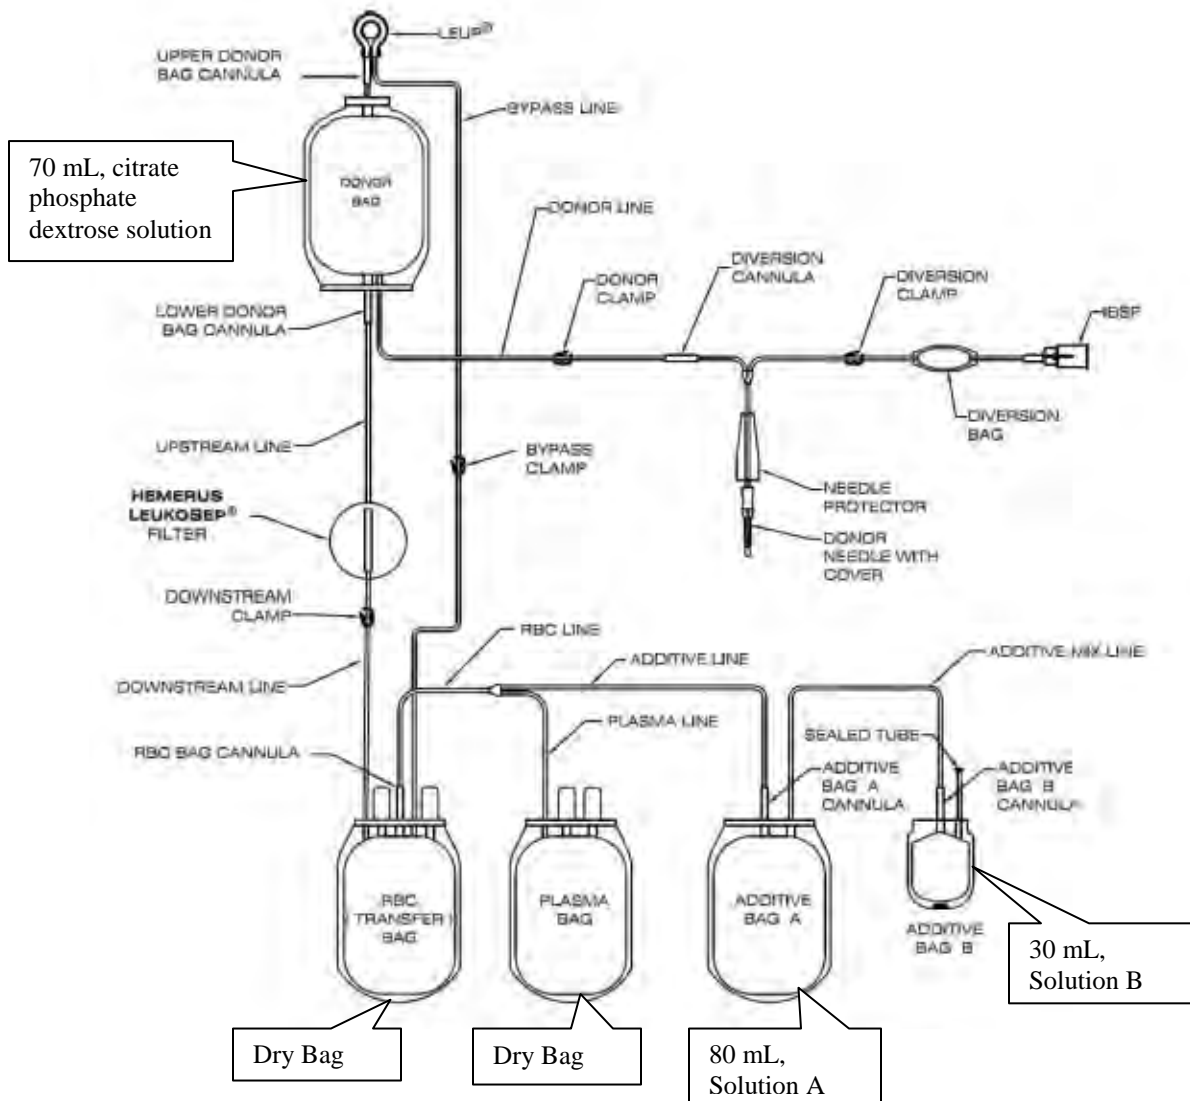 LEUP®
UPPER DONOR
BAG CANNULA
BYPASS LINE
70 mL, citrate
phosphate
dextrose solution
DONOR
BAG
DONOR LINE
DONOR
CLAMP
DIVERSION
CANNULA
DIVERSION
CLAMP
IBSP
LOWER DONOR
BAG CANNULA
DIVERSION
BAG
UPSTREAM LINE
BYPASS
CLAMP
NEEDLE
PROTECTOR
HEMERUS
LEUKOSEP®
FILTER
DONOR
NEEDLE WITH
COVER
DOWNSTREAM
CLAMP
RBC LINE
ADDITIVE LINE
ADDITIVE MIX LINE
DOWNSTREAM LINE
PLASMA LINE
SEALED TUBE
RBC BAG CANNULA
ADDITIVE
BAG A
CANNULA
ADDITIVE
BAG B
CANNULA
RBC
( TRANSFER )
BAG
PLASMA
BAG
ADDITIVE
BAG A
ADDITIVE
BAG B
30 mL,
Solution B
Dry Bag
Dry Bag
80 mL,
Solution A